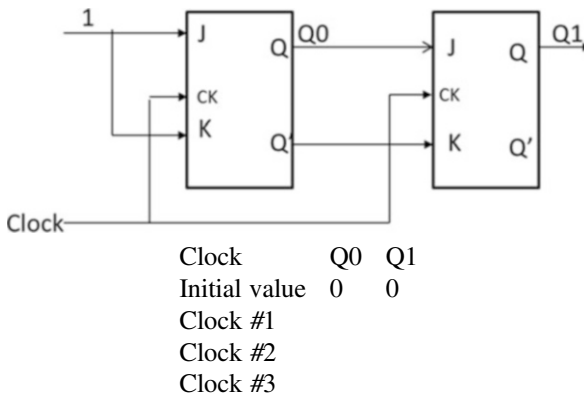 1
J Q Q0 J Q Q1
CK CK
K Q' K Q'
Clock
Clock Q0 Q1
Initial value 0 0
Clock #1
Clock #2
Clock #3